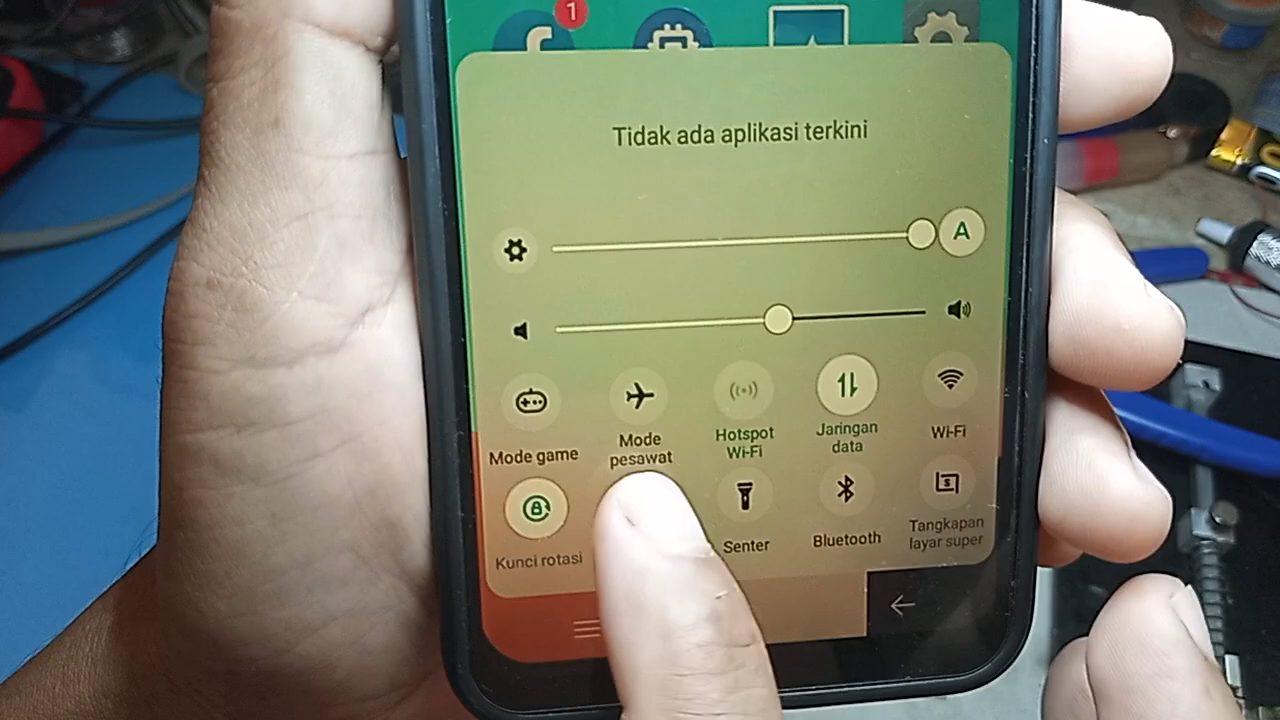 1
Tidak ada aplikasi terkini
A
Mode game
Mode
pesawat
Hotspot
Wi-Fi
Jaringan
data
Wi-Fi
Kunci rotasi
Senter
Bluetooth
Tangkapan
layar super